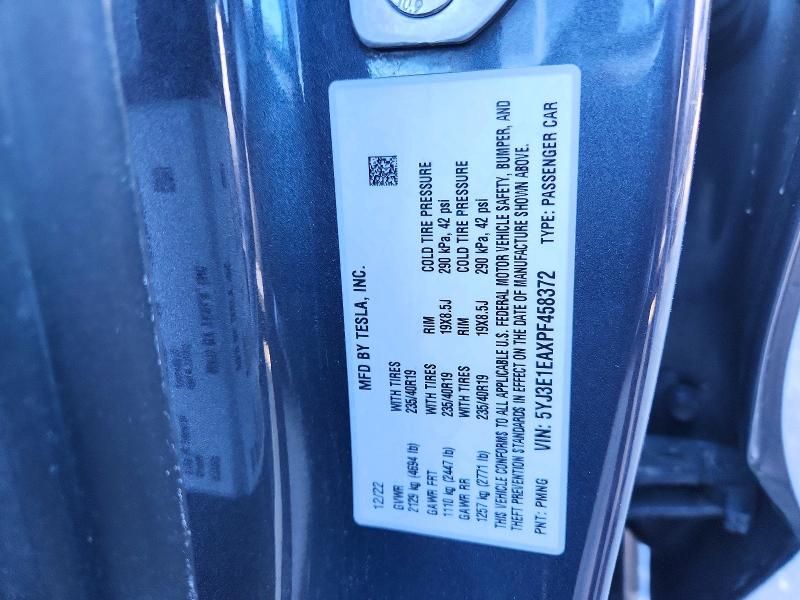 10.9
MFD BY TESLA, INC.
12/22
GVWR WITH TIRES RIM COLD TIRE PRESSURE
2129 kg (4694 lb) 235/40R19 19X8.5J 290 kPa, 42 psi
GAWR FRT WITH TIRES RIM COLD TIRE PRESSURE
1110 kg (2447 lb) 235/40R19 19X8.5J 290 kPa, 42 psi
GAWR RR
1257 kg (2771 lb)
THIS VEHICLE CONFORMS TO ALL APPLICABLE U.S. FEDERAL MOTOR VEHICLE SAFETY, BUMPER, AND
THEFT PREVENTION STANDARDS IN EFFECT ON THE DATE OF MANUFACTURE SHOWN ABOVE.
PNT: PMNG VIN: 5YJ3E1EAXPF458372 TYPE: PASSENGER CAR